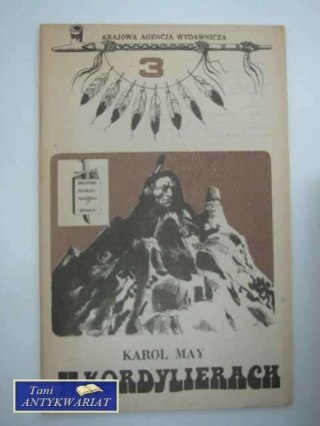 KRAJOWA AGENCJA WYDAWNICZA
3
KAROL MAY
W KORDYLIERACH
Tani
ANTYKWARIAT